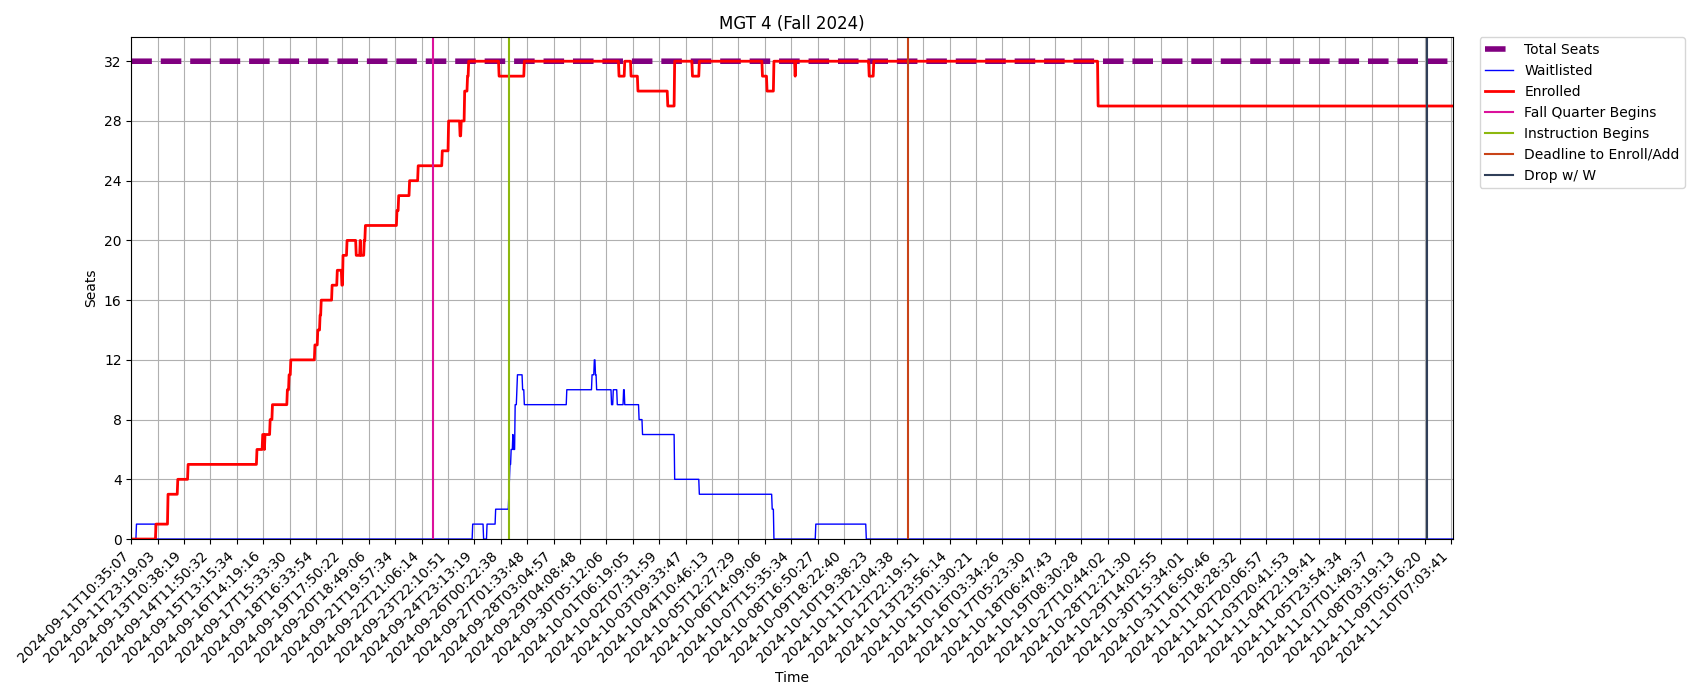 MGT 4 (Fall 2024)
Total Seats
Waitlisted
Enrolled
Fall Quarter Begins
Instruction Begins
Deadline to Enroll/Add
Drop w/ W
Seats
32
28
24
20
16
12
8
4
0
2024-09-11T10:35:07
2024-09-11T23:19:03
2024-09-13T10:38:19
2024-09-14T11:50:32
2024-09-15T13:15:34
2024-09-16T14:19:16
2024-09-17T15:33:30
2024-09-18T16:33:54
2024-09-19T17:50:22
2024-09-20T18:49:06
2024-09-21T19:57:34
2024-09-22T21:06:14
2024-09-23T22:10:51
2024-09-24T23:13:19
2024-09-26T00:22:38
2024-09-27T01:33:48
2024-09-28T03:04:57
2024-09-29T04:08:48
2024-09-30T05:12:06
2024-10-01T06:19:05
2024-10-02T07:31:59
2024-10-03T09:33:47
2024-10-04T10:46:13
2024-10-05T12:27:29
2024-10-06T14:09:06
2024-10-07T15:35:34
2024-10-08T16:50:27
2024-10-09T18:22:40
2024-10-10T19:38:23
2024-10-11T21:04:38
2024-10-12T22:19:51
2024-10-13T23:56:14
2024-10-15T01:30:21
2024-10-16T03:34:26
2024-10-17T05:23:30
2024-10-18T06:47:43
2024-10-19T08:30:28
2024-10-27T10:44:02
2024-10-28T12:21:30
2024-10-29T14:02:55
2024-10-30T15:34:01
2024-10-31T16:50:46
2024-11-01T18:28:32
2024-11-02T20:06:57
2024-11-03T20:41:53
2024-11-04T22:19:41
2024-11-05T23:54:34
2024-11-07T01:49:37
2024-11-08T03:19:13
2024-11-09T05:16:20
2024-11-10T07:03:41
Time